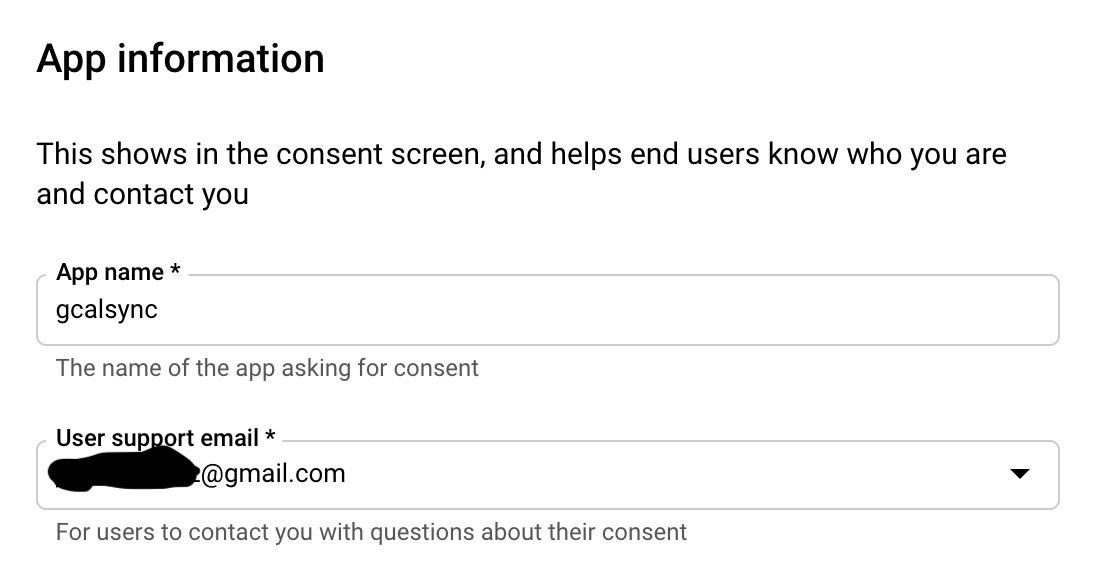 App information
This shows in the consent screen, and helps end users know who you are
and contact you
App name *
gcalsync
The name of the app asking for consent
User support email *
@gmail.com
For users to contact you with questions about their consent